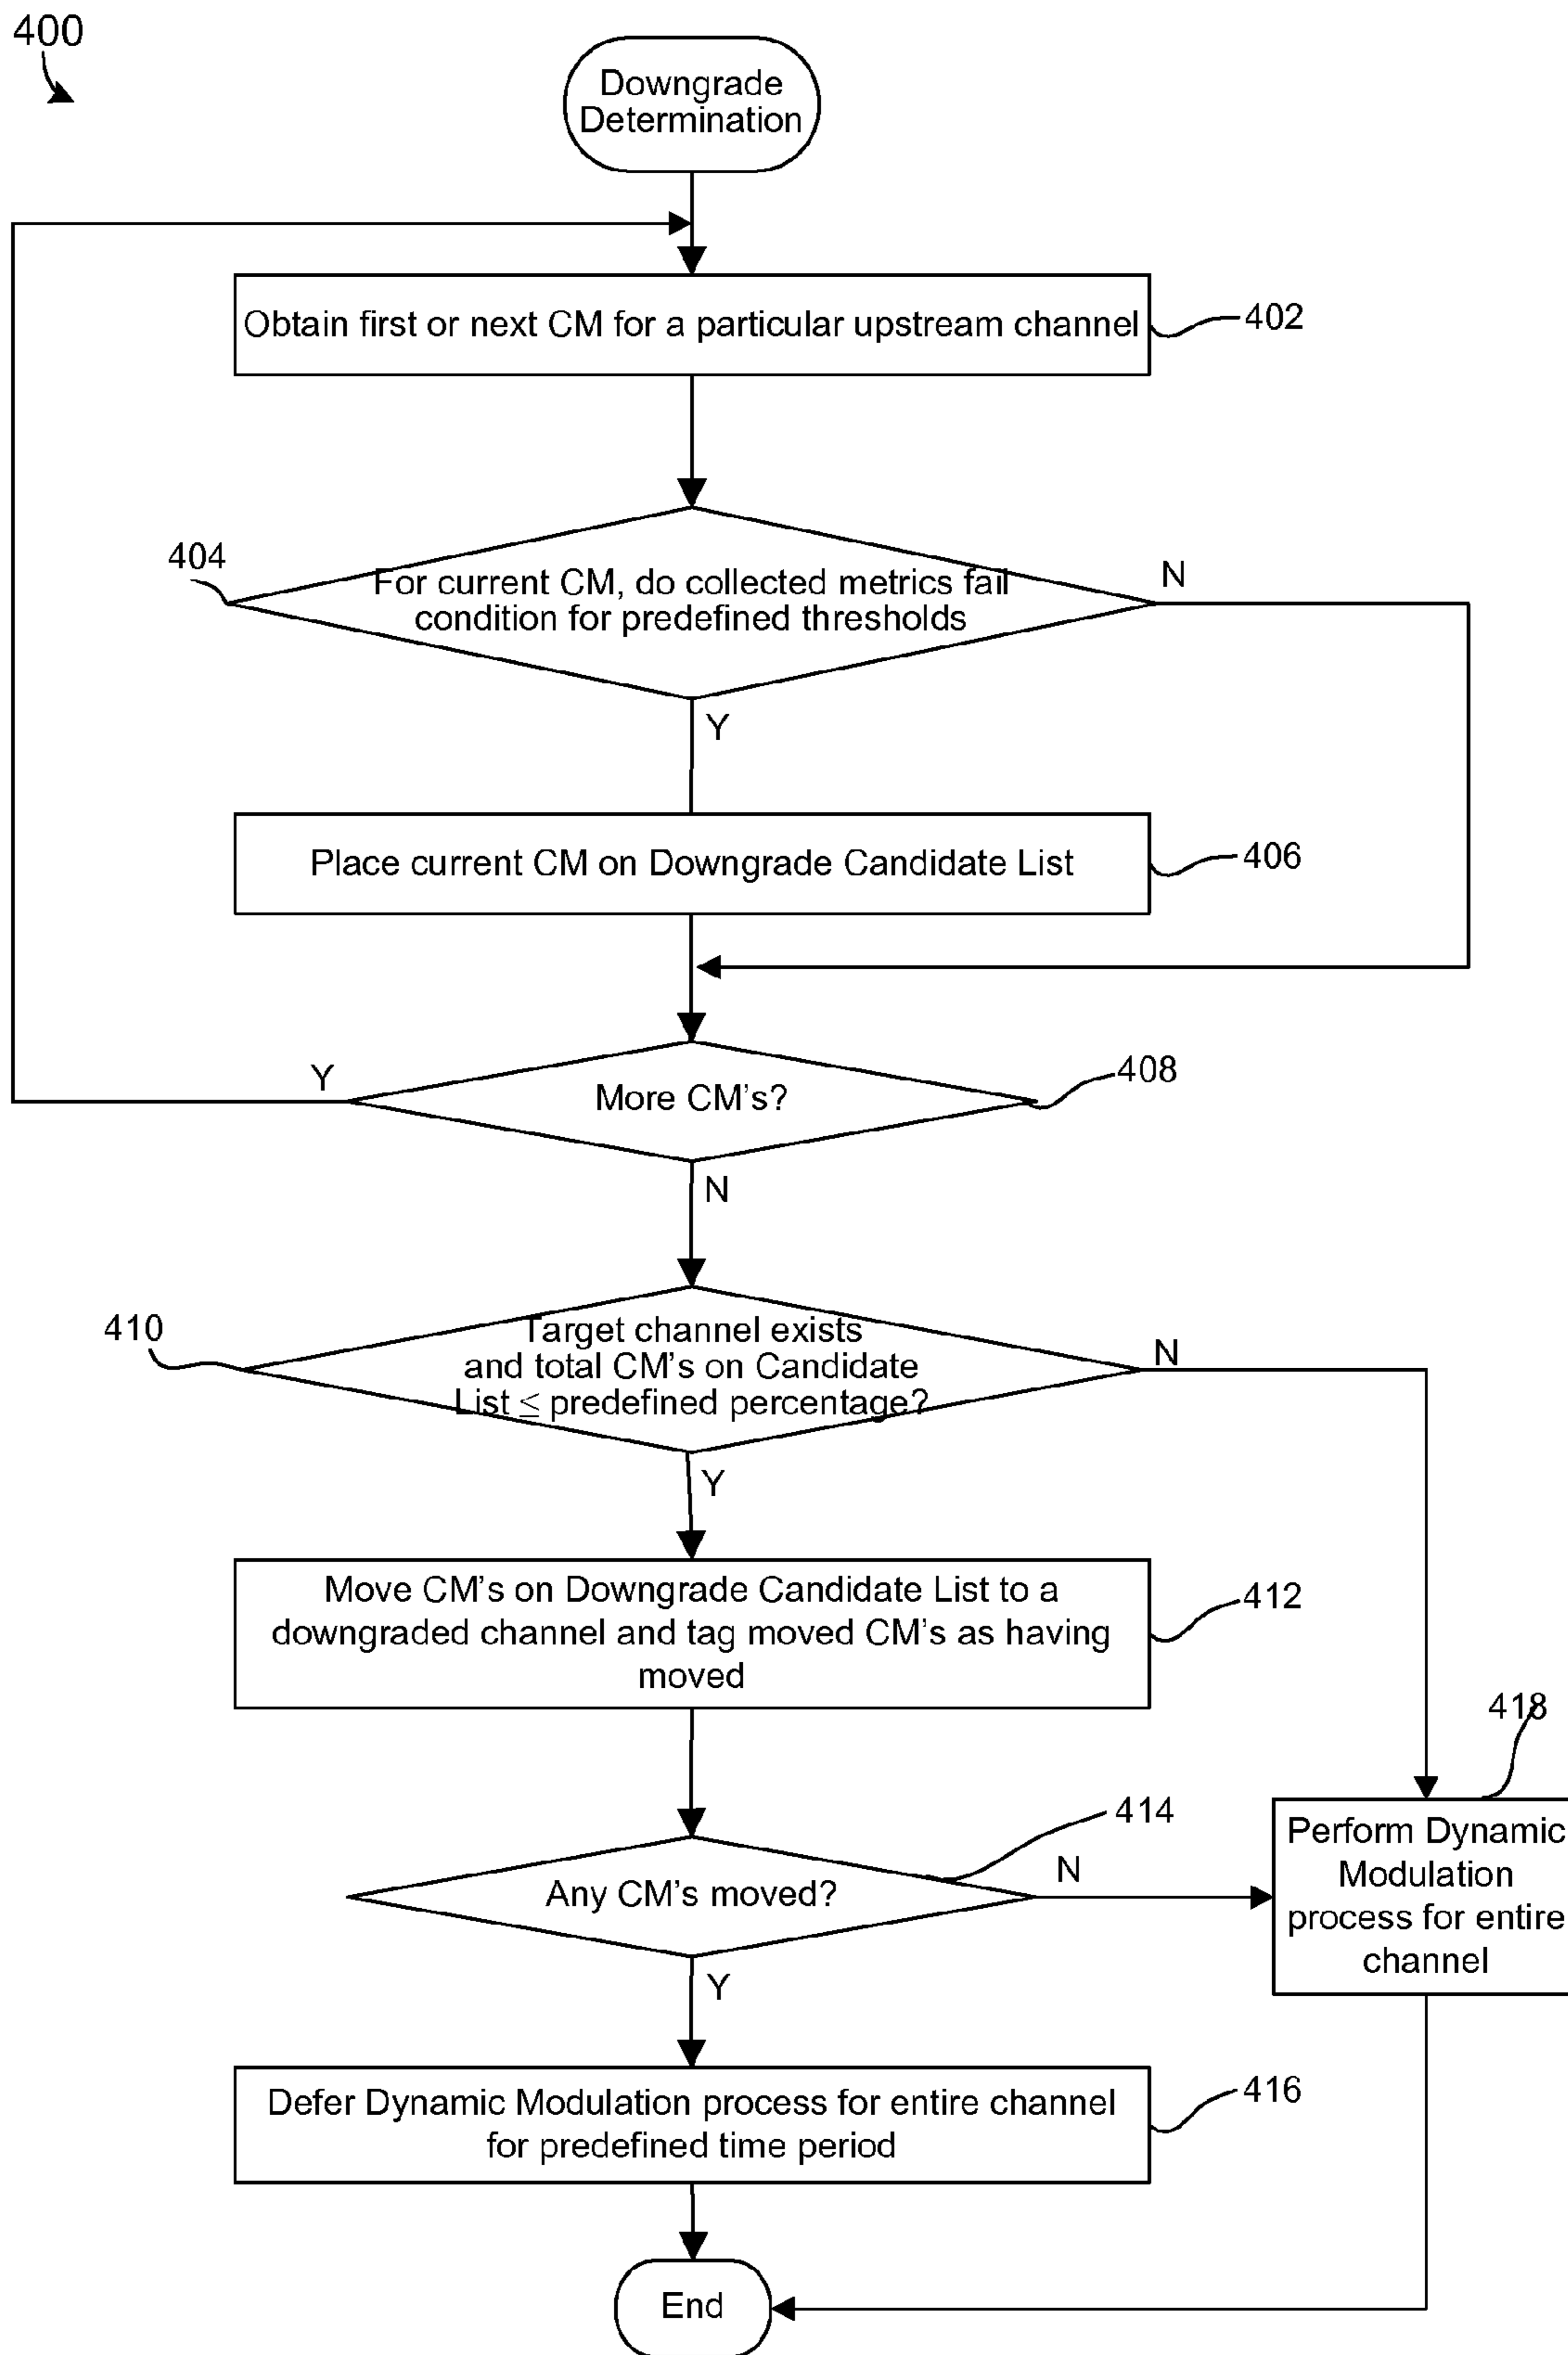 400
Downgrade
Determination
Obtain first or next CM for a particular upstream channel
402
404
For current CM, do collected metrics fail
condition for predefined thresholds
N
Y
Place current CM on Downgrade Candidate List
406
Y
More CM's?
408
N
410
Target channel exists
and total CM's on Candidate
List ≤ predefined percentage?
N
Y
Move CM's on Downgrade Candidate List to a
downgraded channel and tag moved CM's as having
moved
412
418
414
Any CM's moved?
N
Perform Dynamic
Modulation
process for entire
channel
Y
Defer Dynamic Modulation process for entire channel
for predefined time period
416
End